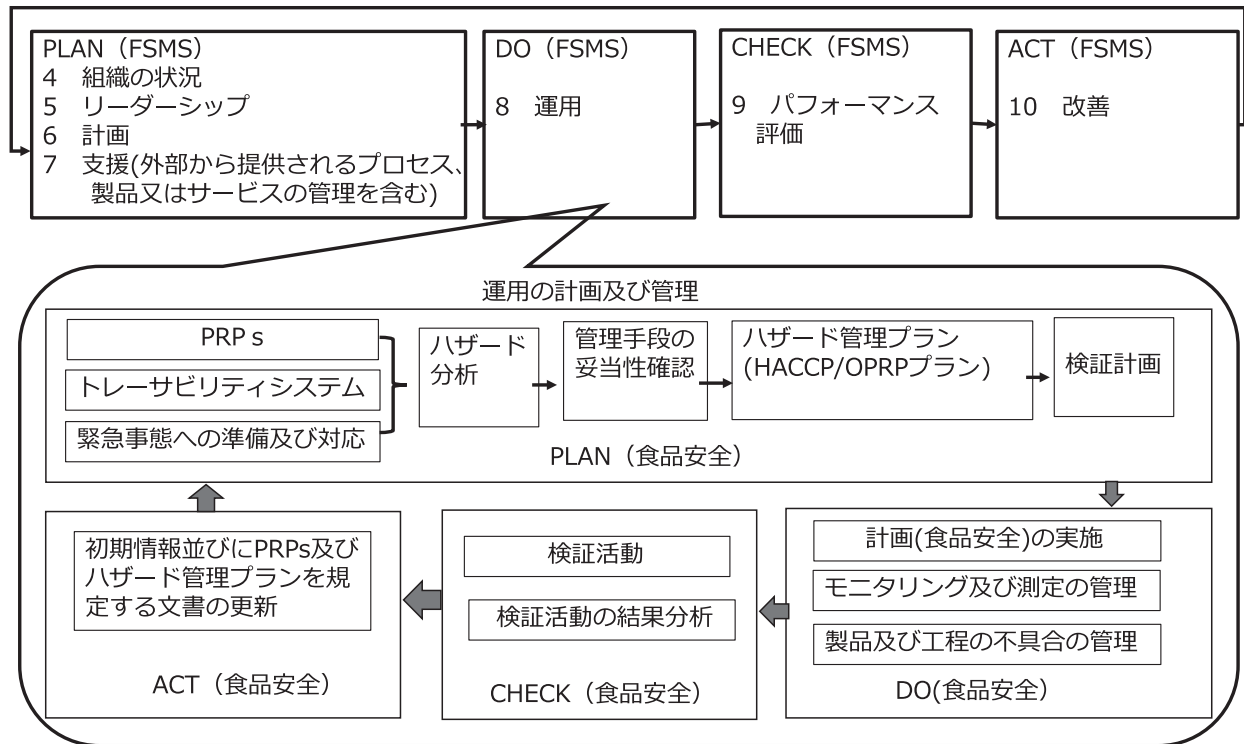 PLAN（FSMS）
4　組織の状況
5　リーダーシップ
6　計画
7　支援(外部から提供されるプロセス、
製品又はサービスの管理を含む)
DO（FSMS）
8　運用
CHECK（FSMS）
9　パフォーマンス
評価
ACT（FSMS）
10　改善
運用の計画及び管理
PRPｓ
トレーサビリティシステム
緊急事態への準備及び対応
ハザード
分析
管理手段の
妥当性確認
ハザード管理プラン
(HACCP/OPRPプラン)
検証計画
PLAN（食品安全）
初期情報並びにPRPs及び
ハザード管理プランを規
定する文書の更新
ACT（食品安全）
検証活動
検証活動の結果分析
CHECK（食品安全）
計画(食品安全)の実施
モニタリング及び測定の管理
製品及び工程の不具合の管理
DO(食品安全）